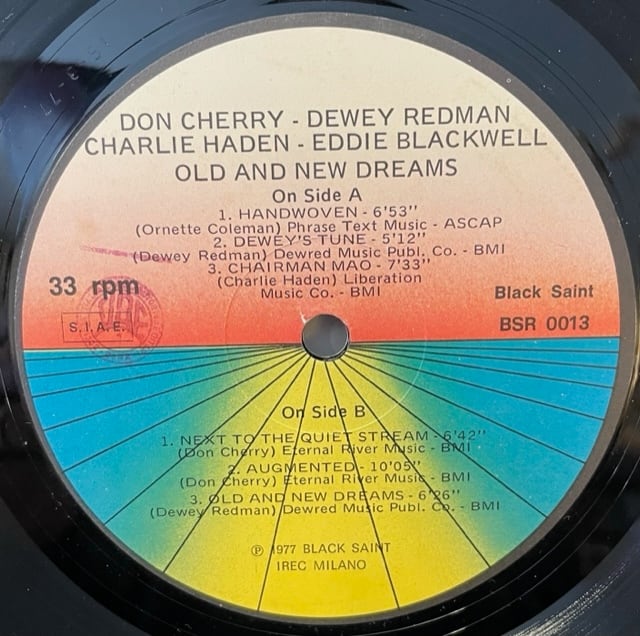 DON CHERRY - DEWEY REDMAN
CHARLIE HADEN - EDDIE BLACKWELL
OLD AND NEW DREAMS
On Side A
1. HANDWOVEN - 6'53"
(Ornette Coleman) Phrase Text Music - ASCAP
2. DEWEY'S TUNE - 5'12"
(Dewey Redman) Dewred Music Publ. Co. - BMI
3. CHAIRMAN MAO - 7'33"
(Charlie Haden) Liberation
Music Co. - BMI
33 rpm
S.I.A.E.
Black Saint
BSR 0013
On Side B
1. NEXT TO THE QUIET STREAM - 6'42"
(Don Cherry) Eternal River Music - BMI
2. AUGMENTED - 10'05"
(Don Cherry) Eternal River Music - BMI
3. OLD AND NEW DREAMS - 6'26"
(Dewey Redman) Dewred Music Publ. Co. - BMI
℗ 1977 BLACK SAINT
IREC MILANO